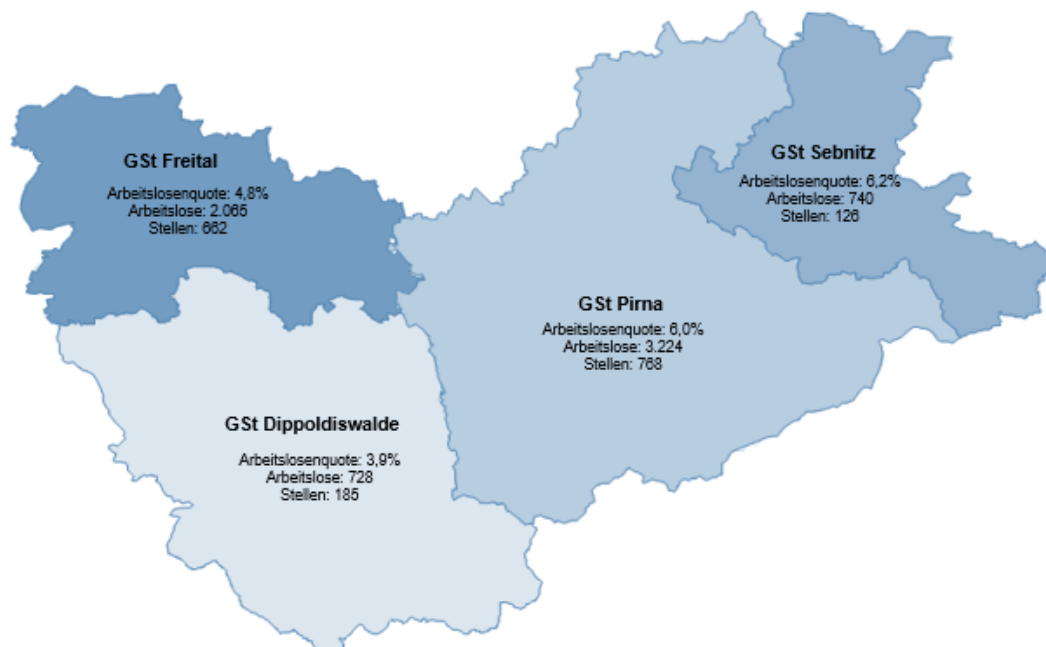 GSt Freital
Arbeitslosenquote: 4,8%
Arbeitslose: 2.065
Stellen: 662
GSt Sebnitz
Arbeitslosenquote: 6,2%
Arbeitslose: 740
Stellen: 126
GSt Pirna
Arbeitslosenquote: 6,0%
Arbeitslose: 3.224
Stellen: 768
GSt Dippoldiswalde
Arbeitslosenquote: 3,9%
Arbeitslose: 728
Stellen: 185